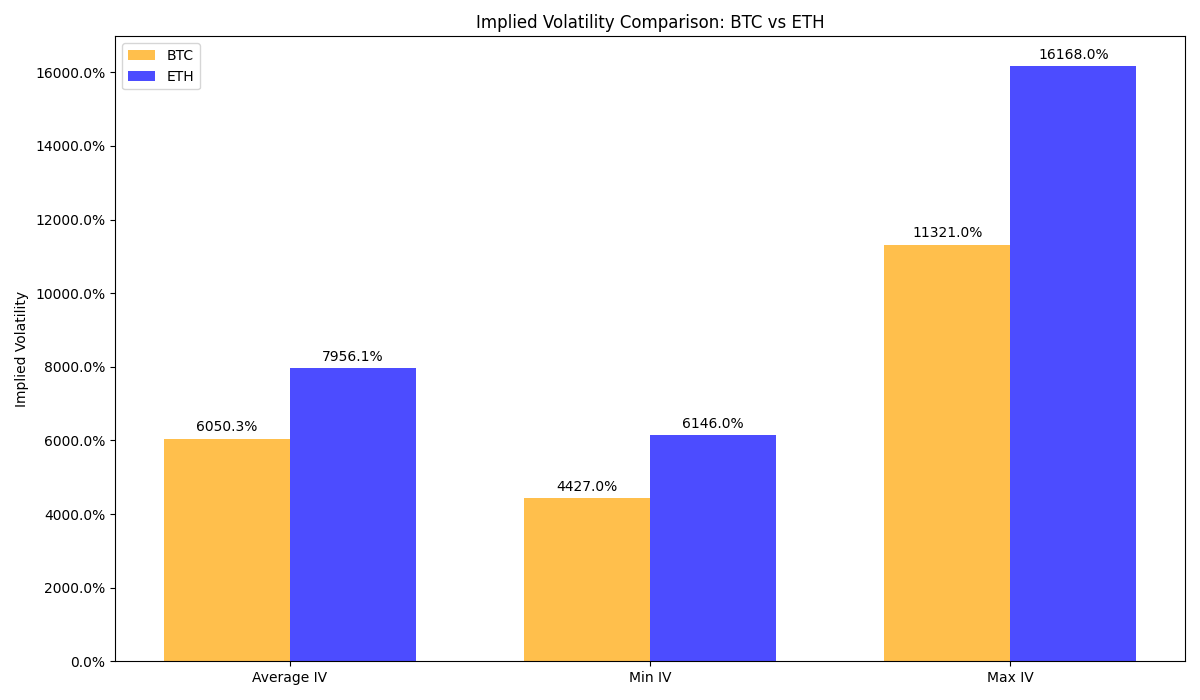 Implied Volatility Comparison: BTC vs ETH
BTC
ETH
Implied Volatility
16000.0%
14000.0%
12000.0%
10000.0%
8000.0%
6000.0%
4000.0%
2000.0%
0.0%
6050.3%
7956.1%
4427.0%
6146.0%
11321.0%
16168.0%
Average IV
Min IV
Max IV